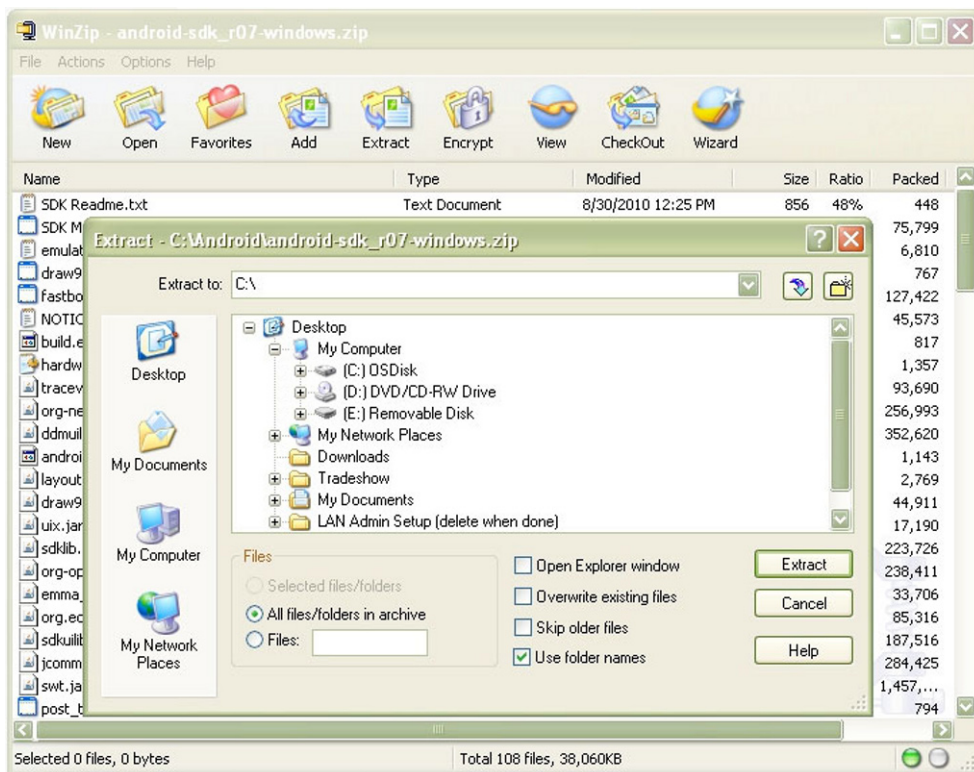 WinZip - android-sdk_r07-windows.zip
File Actions Options Help
New Open Favorites Add Extract Encrypt View CheckOut Wizard
Name Type Modified Size Ratio Packed
SDK Readme.txt Text Document 8/30/2010 12:25 PM 856 48% 448
SDK M 75,799
emulat 6,810
draw9 767
fastbo 127,422
NOTIC 45,573
build.e 817
hardw 1,357
tracev 93,690
org-ne 256,993
ddmuil 352,620
androi 1,143
layout 2,769
draw9 44,911
uix.jar 17,190
sdklib. 223,726
org-op 238,411
emma_ 33,706
org.ec 85,316
sdkuilib 187,516
jcomm 284,425
swt.ja 1,457,...
post_t 794
Extract - C:\Android\android-sdk_r07-windows.zip
Extract to: C:\
Desktop
My Documents
My Computer
My Network
Places
Desktop
My Computer
(C:) OSDisk
(D:) DVD/CD-RW Drive
(E:) Removable Disk
My Network Places
Downloads
Tradeshow
My Documents
LAN Admin Setup (delete when done)
Files
Selected files/folders
All files/folders in archive
Files:
Open Explorer window
Overwrite existing files
Skip older files
Use folder names
Extract
Cancel
Help
Selected 0 files, 0 bytes Total 108 files, 38,060KB